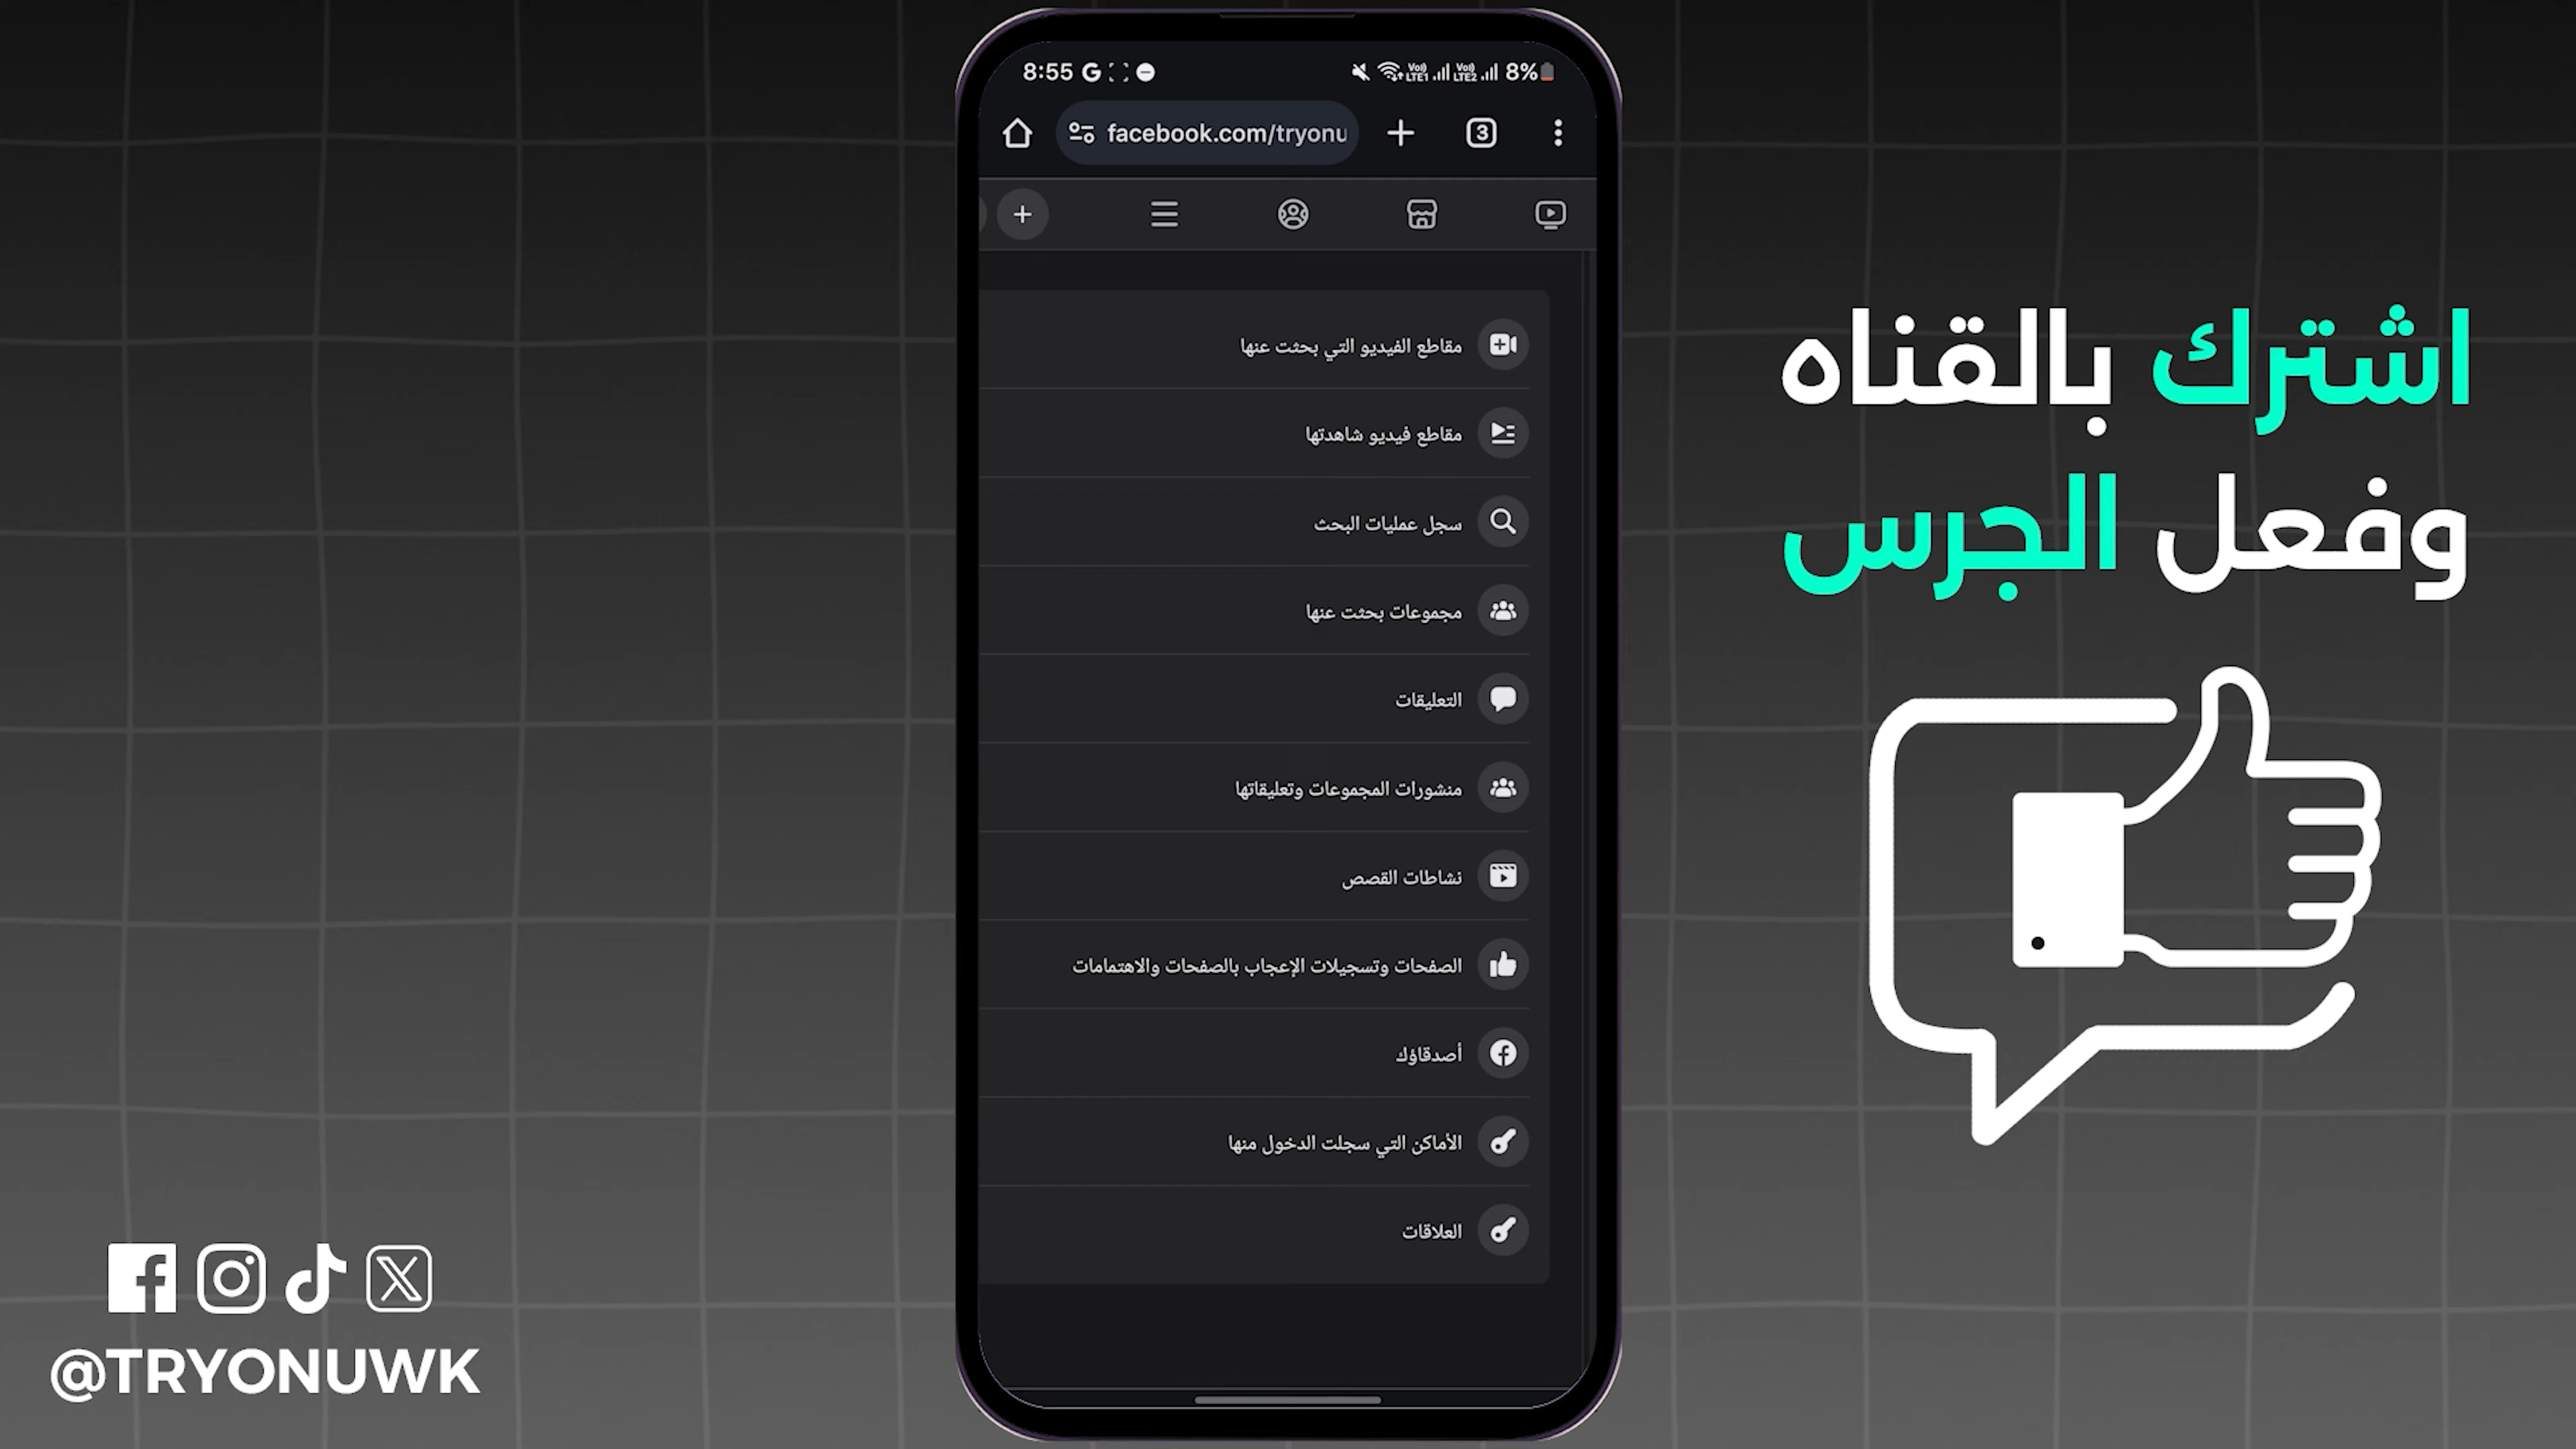 8:55
LTE1
LTE2
8%
facebook.com/tryonu
3
مقاطع الفيديو التي بحثت عنها
مقاطع فيديو شاهدتها
سجل عمليات البحث
مجموعات بحثت عنها
التعليقات
منشورات المجموعات وتعليقاتها
نشاطات القصص
الصفحات وتسجيلات الإعجاب بالصفحات والاهتمامات
أصدقاؤك
الأماكن التي سجلت الدخول منها
العلاقات
اشترك بالقناه
وفعل الجرس
@TRYONUWK